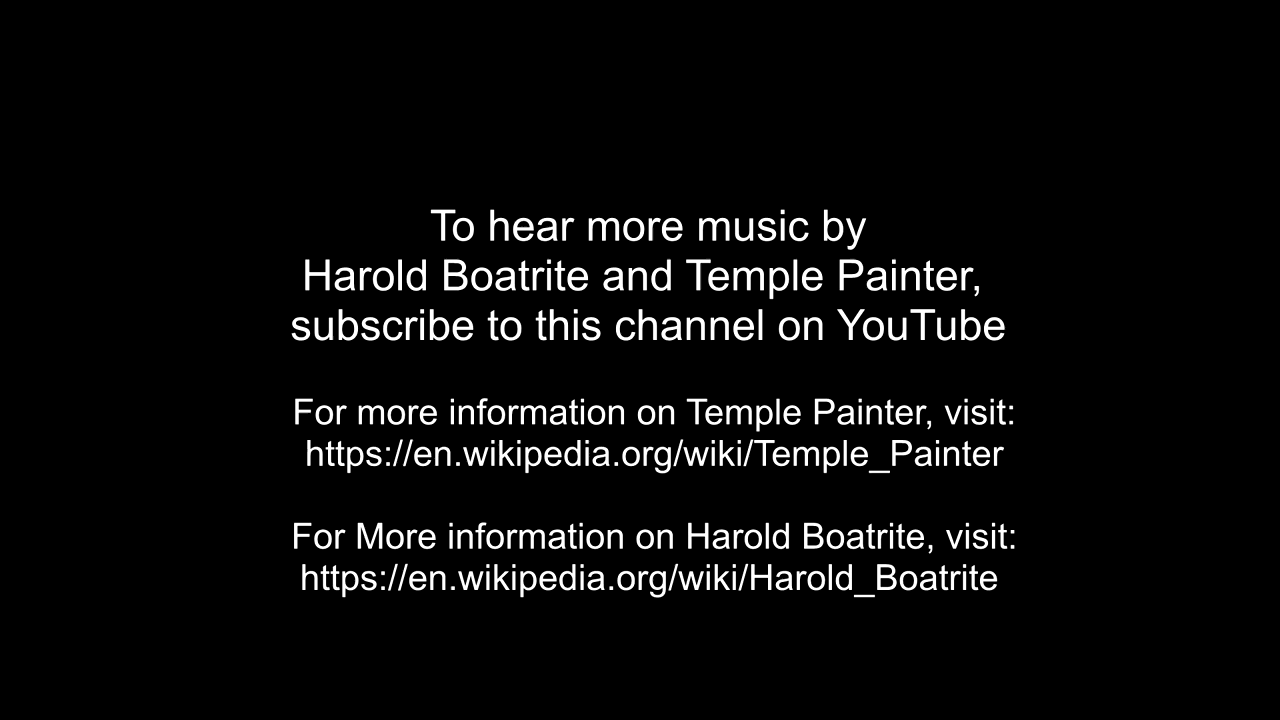 To hear more music by
Harold Boatrite and Temple Painter,
subscribe to this channel on YouTube
For more information on Temple Painter, visit:
https://en.wikipedia.org/wiki/Temple_Painter
For More information on Harold Boatrite, visit:
https://en.wikipedia.org/wiki/Harold_Boatrite